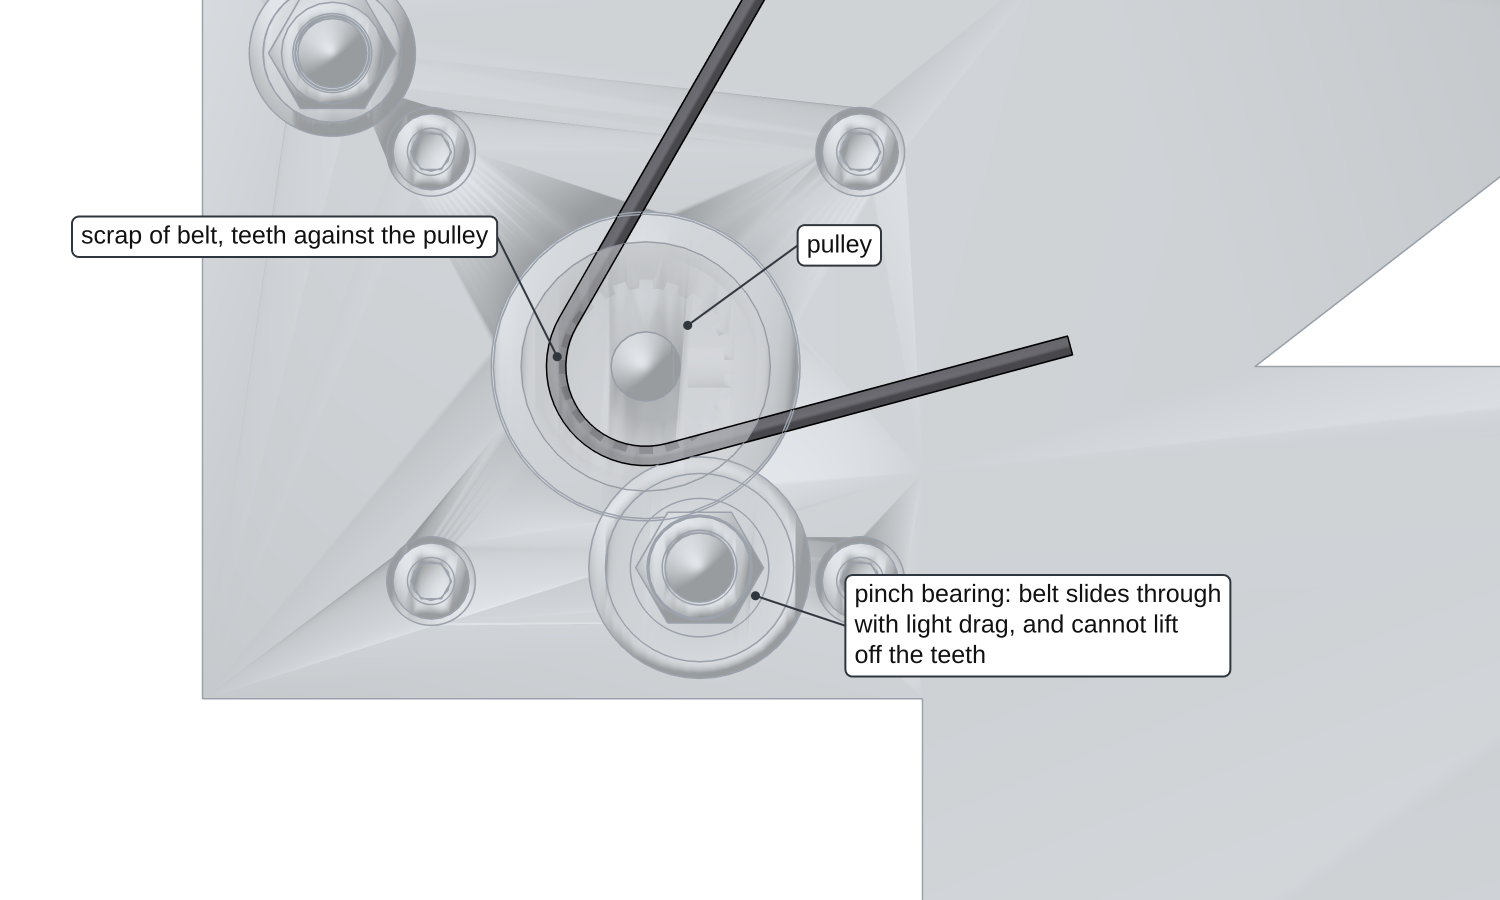 scrap of belt, teeth against the pulley
pulley
pinch bearing: belt slides through
with light drag, and cannot lift
off the teeth